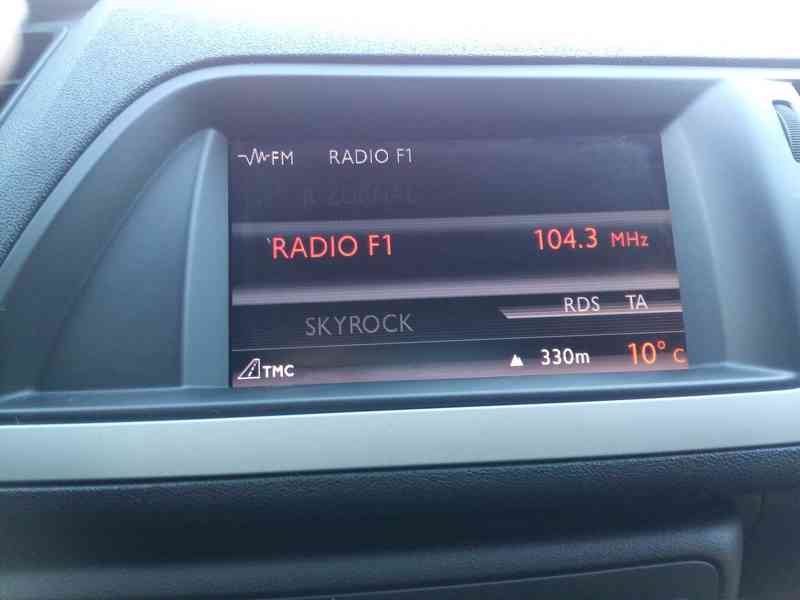 FM RADIO F1
`RADIO F1 104.3 MHz
SKYROCK
RDS TA
TMC 330m 10° C